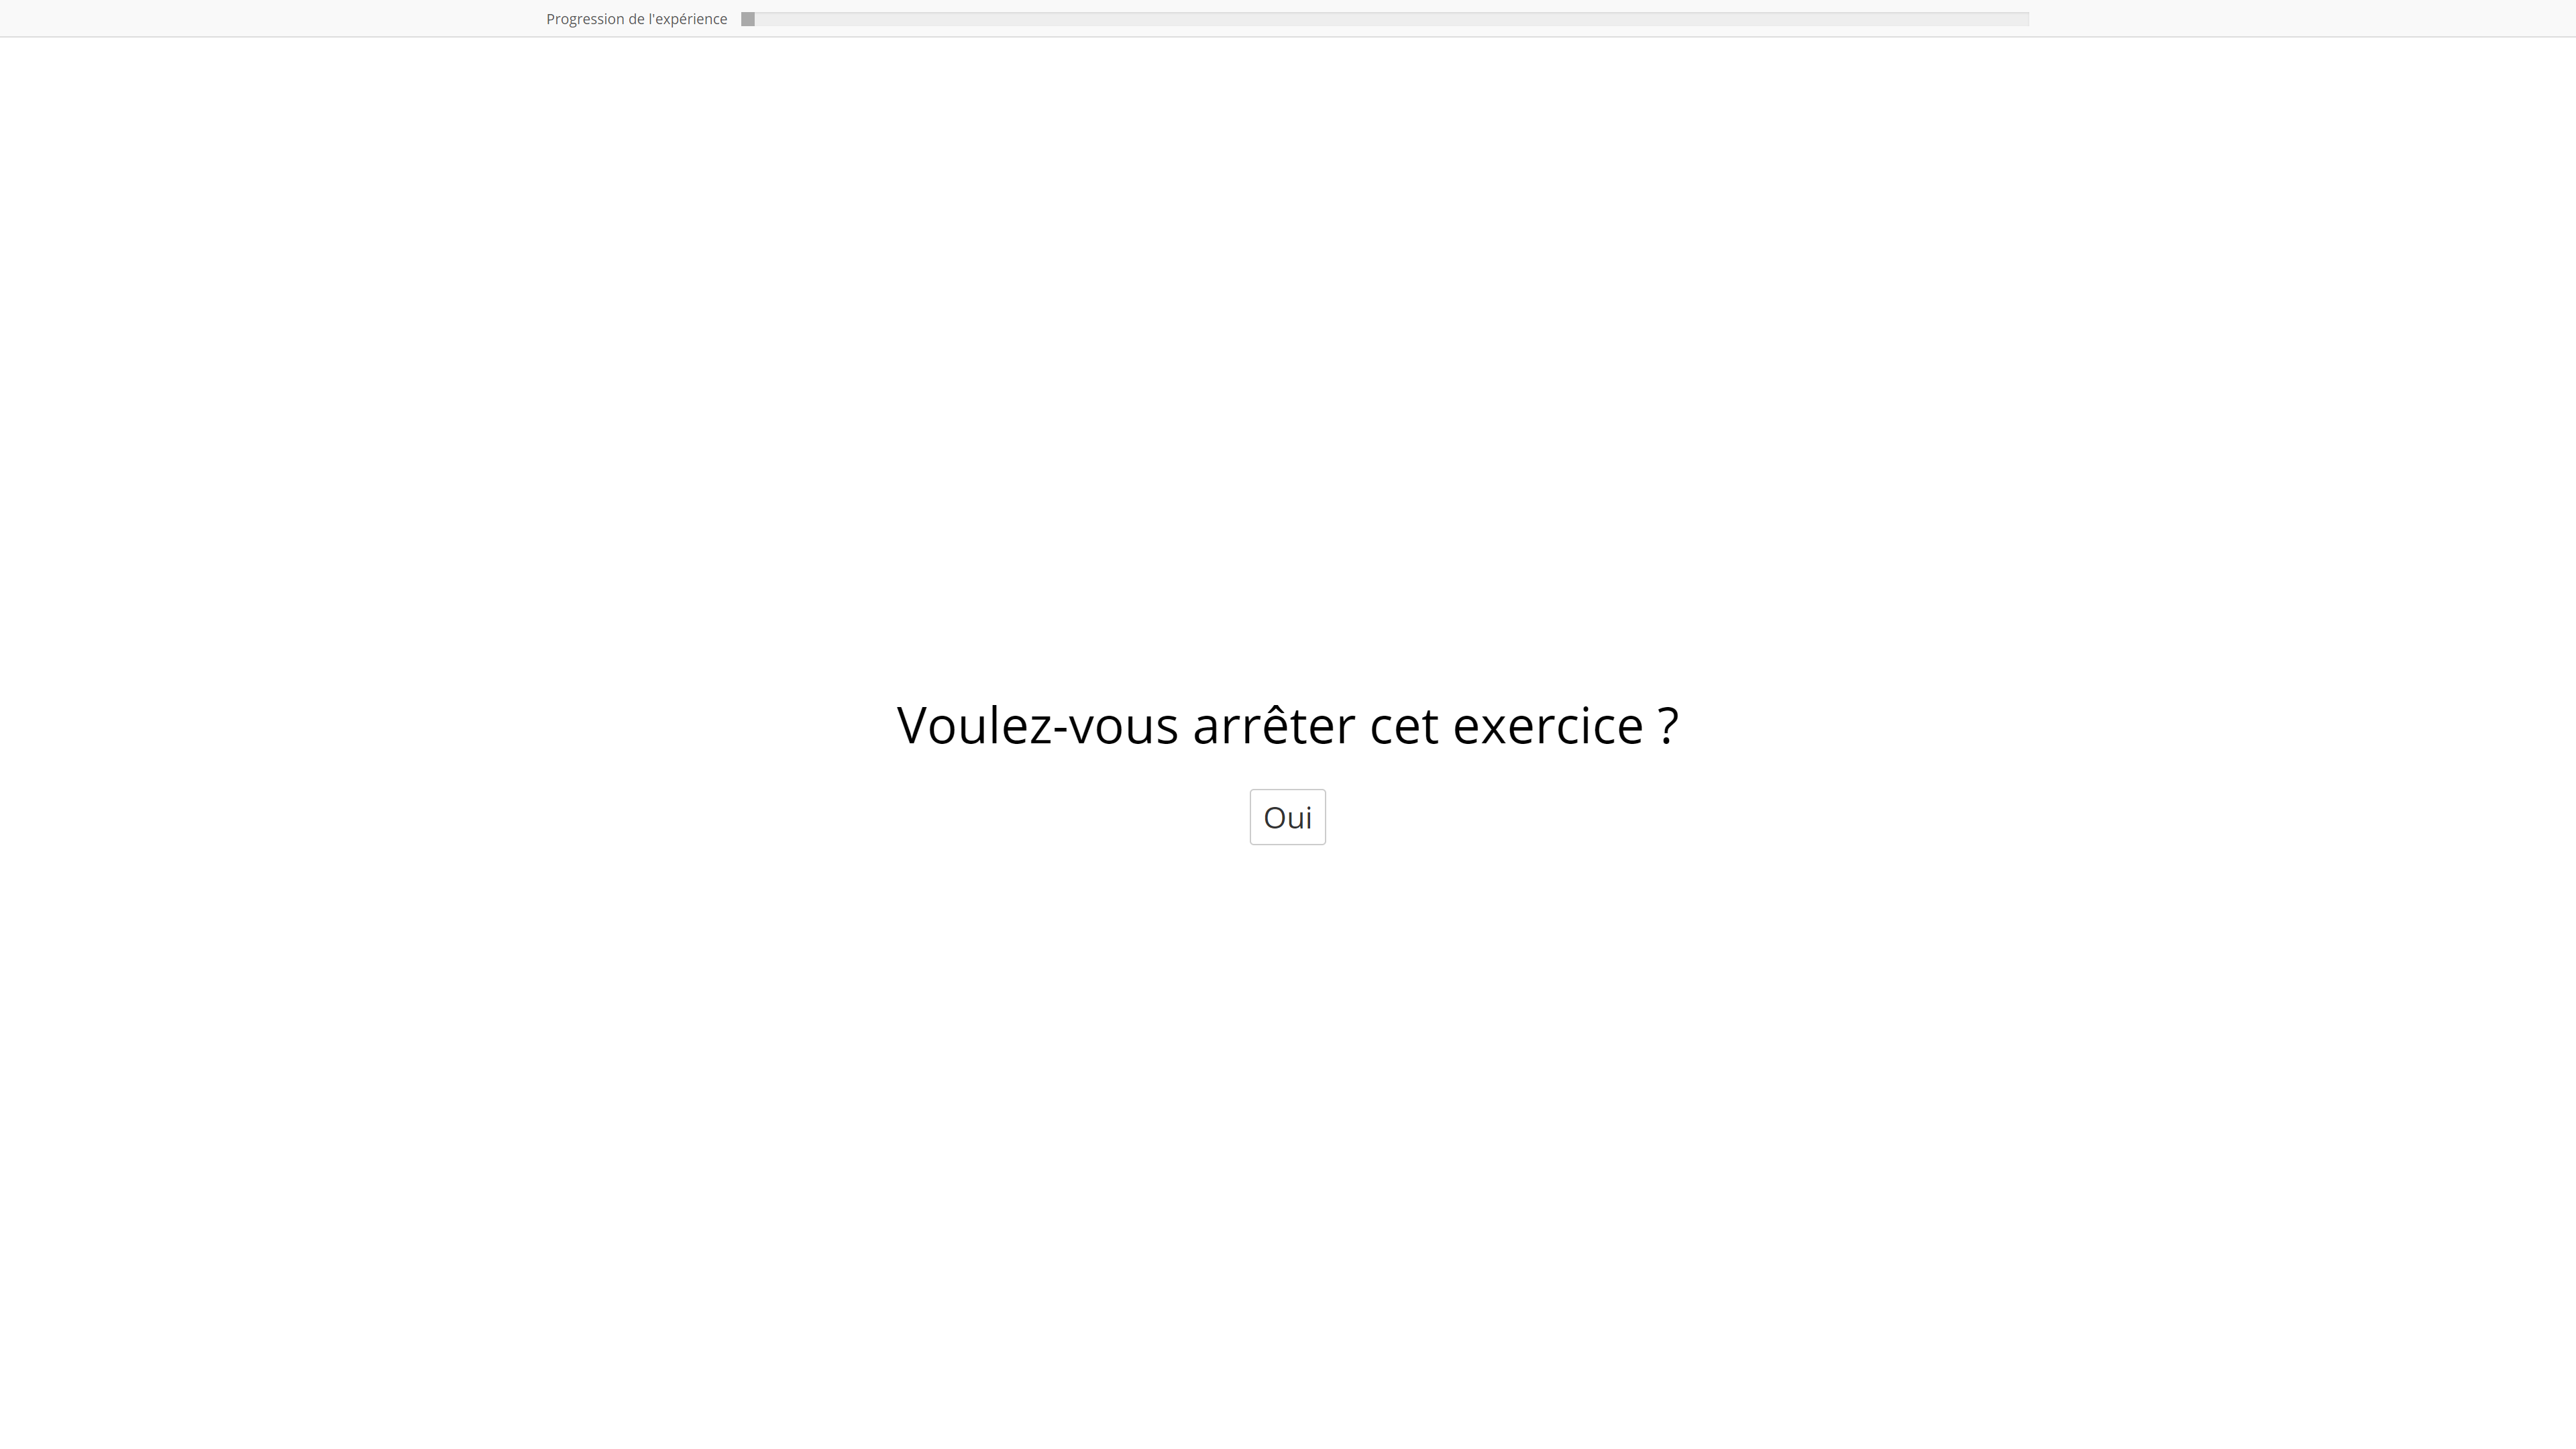 Progression de l'expérience
Voulez-vous arrêter cet exercice ?
Oui